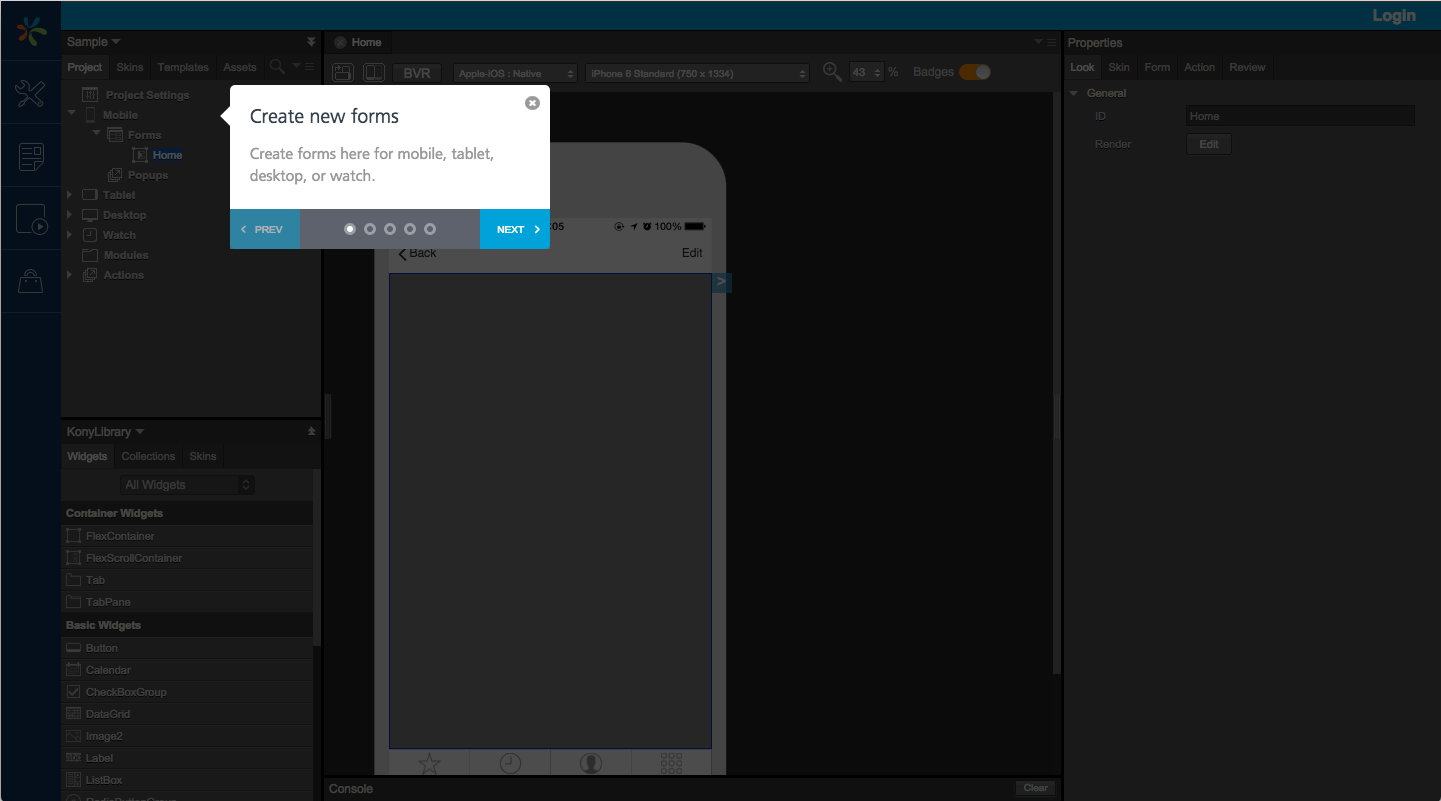 Login
Sample
Project Skins Templates Assets
Project Settings
Mobile
Forms
Home
Popups
Tablet
Desktop
Watch
Modules
Actions
Create new forms
Create forms here for mobile, tablet,
desktop, or watch.
PREV
NEXT
KonyLibrary
Widgets Collections Skins
All Widgets
Container Widgets
FlexContainer
FlexScrollContainer
Tab
TabPane
Basic Widgets
Button
Calendar
CheckBoxGroup
DataGrid
Image2
Label
ListBox
RadioButtonGroup
Home
BVR Apple-iOS : Native iPhone 6 Standard (750 x 1334) 43 % Badges
:05 100%
Back Edit
>
Console Clear
Properties
Look Skin Form Action Review
General
ID Home
Render Edit